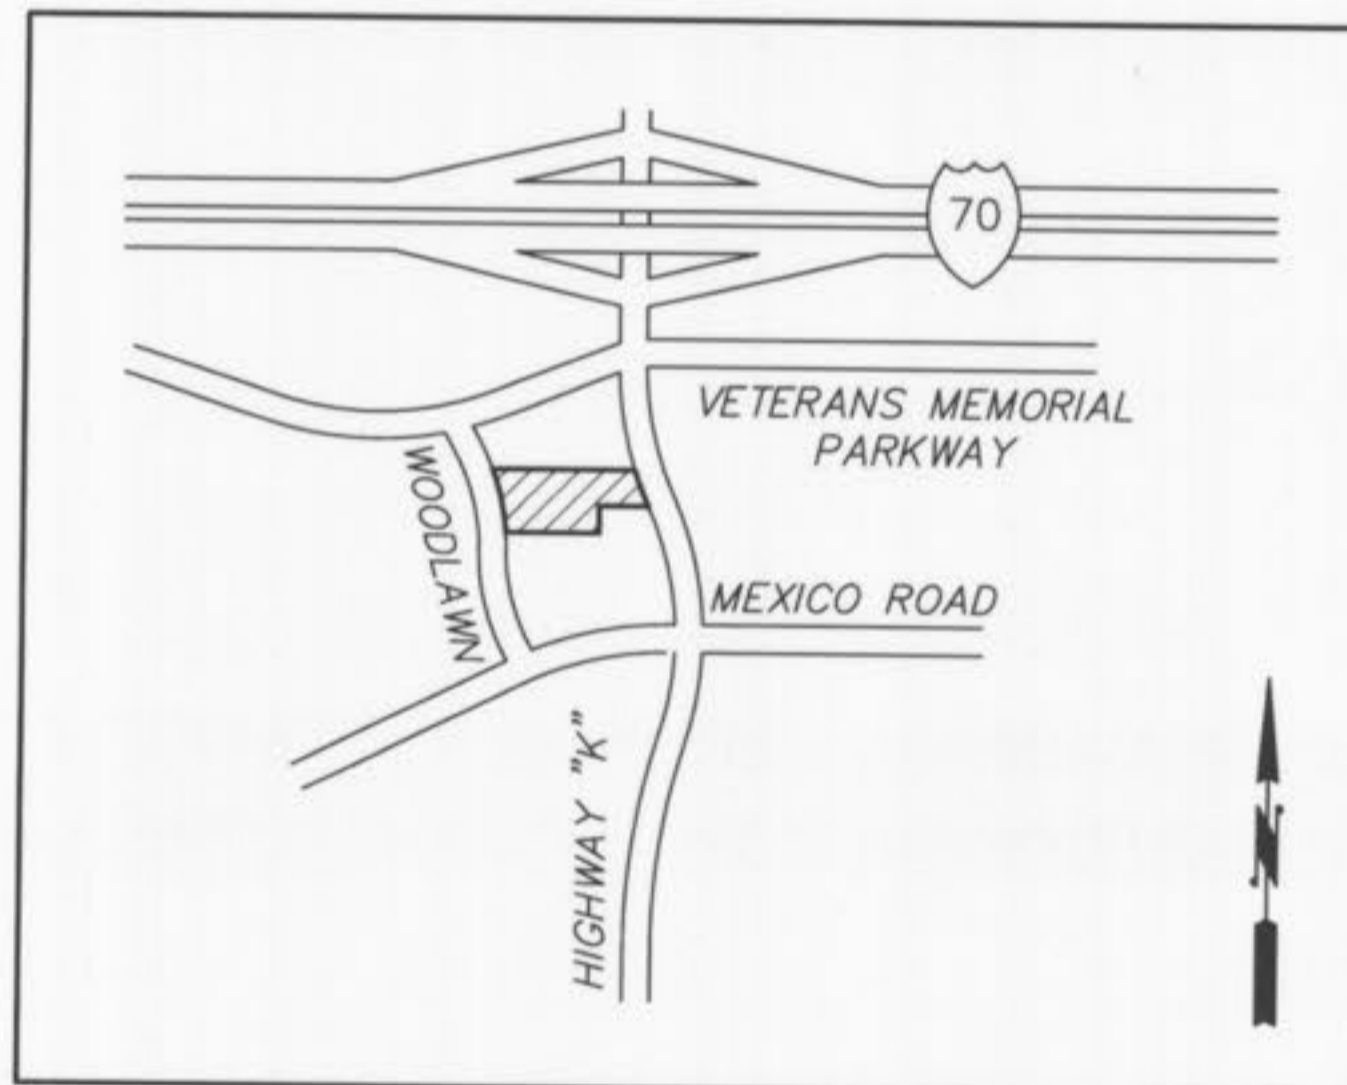 70
VETERANS MEMORIAL
PARKWAY
WOODLAWN
MEXICO ROAD
HIGHWAY "K"
N